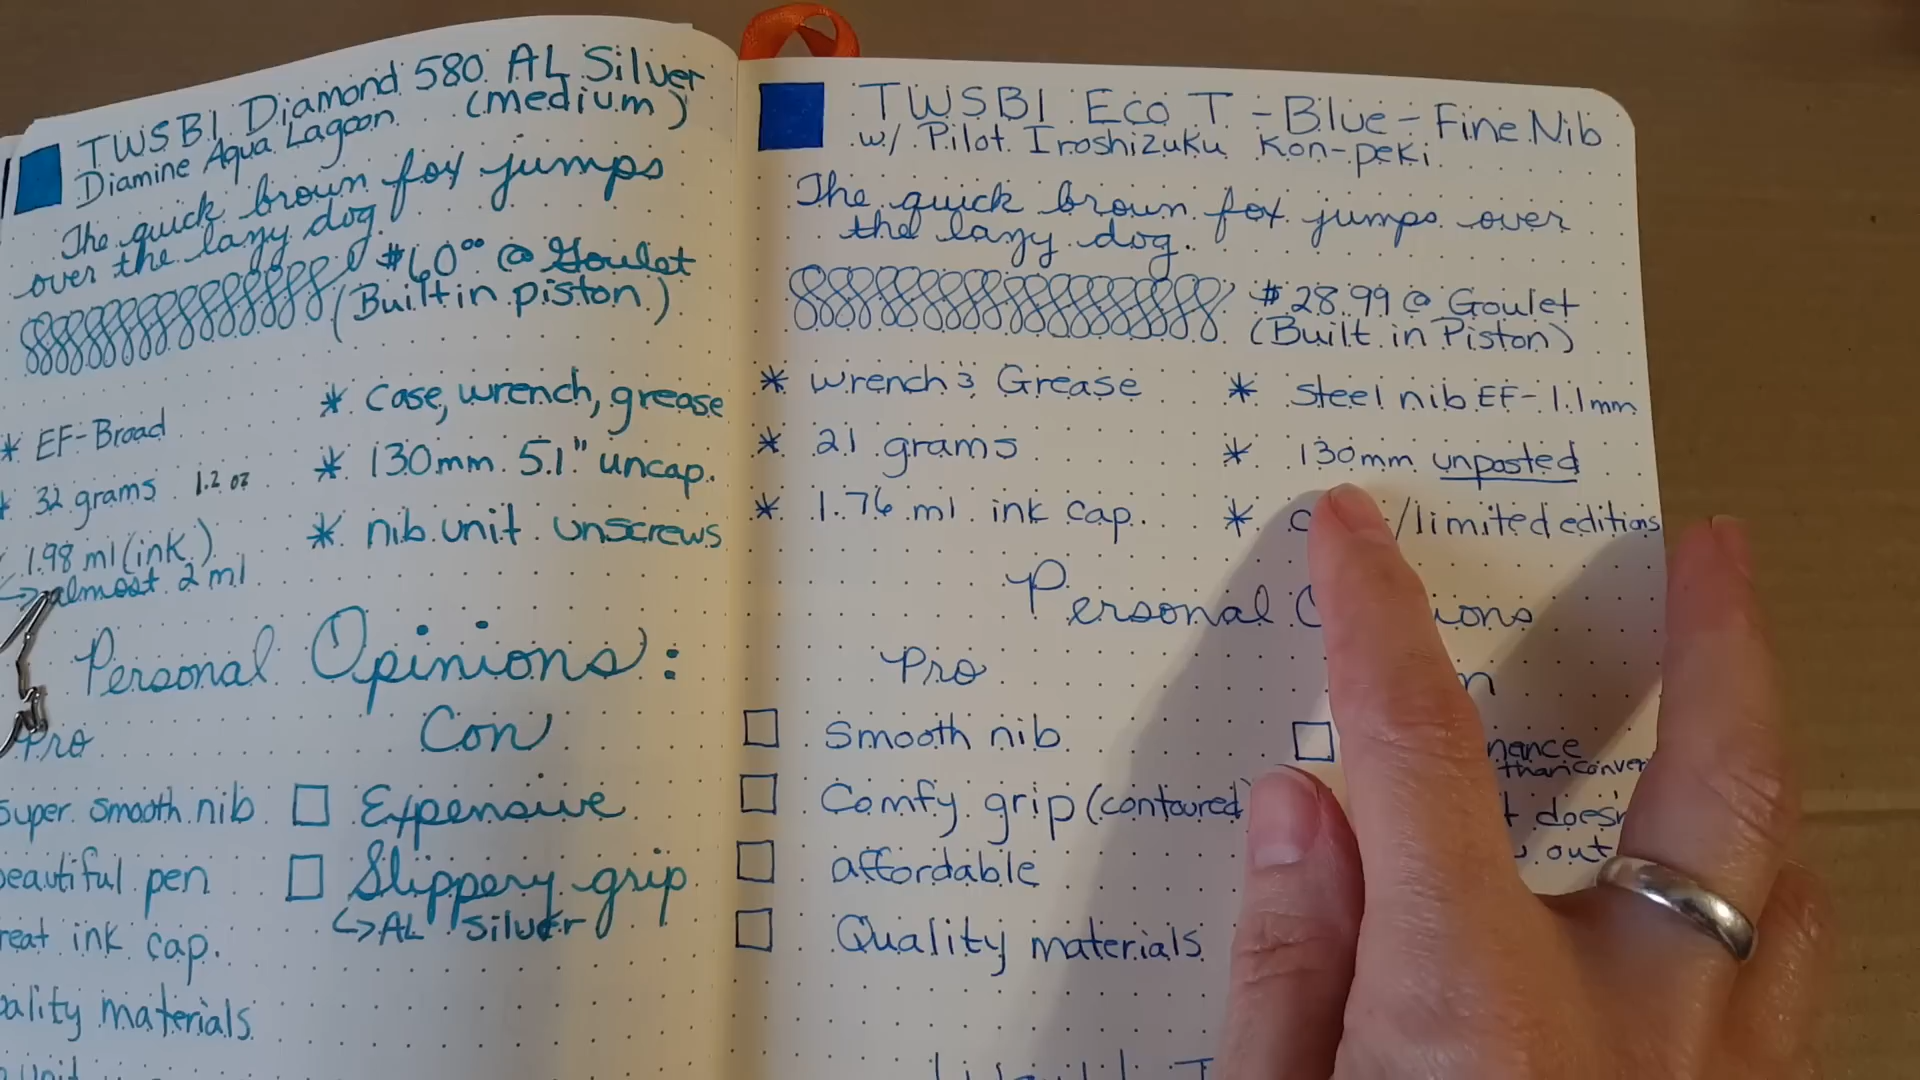 TWSBI Diamond 580 AL Silver
Diamine Aqua Lagoon (medium)
The quick brown fox jumps
over the lazy dog.
$60⁰⁰ @ Goulet
(Built in piston)
* EF-Broad
* case, wrench, grease
* 32 grams 1.2 oz
* 130mm 5.1" uncap.
1.98 ml (ink)
* nib unit unscrews
↳ almost 2 ml
Personal Opinions:
Pro
Con
super smooth nib
Expensive
beautiful pen
Slippery grip
↳ AL Silver
ink cap.
materials
unit
TWSBI Eco T - Blue - Fine Nib
w/ Pilot Iroshizuku Kon-peki
The quick brown fox jumps over
the lazy dog.
$28.99 @ Goulet
(Built in Piston)
* wrench & Grease
* steel nib EF- 1.1mm
* 21 grams
* 130mm unposted
* 1.76 ml ink cap.
* /limited editions
Personal
Pro
smooth nib
than
Comfy grip (contoured)
out
affordable
Quality materials